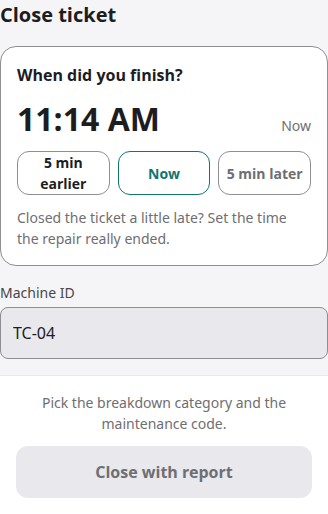 Close ticket
When did you finish?
11:14 AM
Now
5 min
earlier
Now
5 min later
Closed the ticket a little late? Set the time
the repair really ended.
Machine ID
TC-04
Pick the breakdown category and the
maintenance code.
Close with report